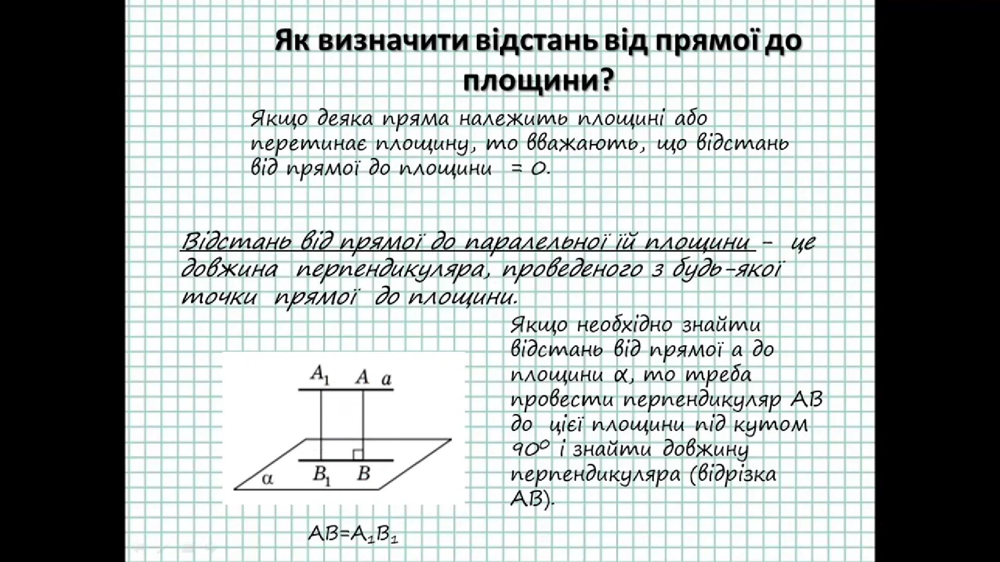 Як визначити відстань від прямої до
площини?
Якщо деяка пряма належить площині або
перетинає площину, то вважають, що відстань
від прямої до площини = 0.
Відстань від прямої до паралельної їй площини - це
довжина перпендикуляра, проведеного з будь-якої
точки прямої до площини.
Якщо необхідно знайти
відстань від прямої а до
площини α, то треба
провести перпендикуляр АВ
до цієї площини під кутом
90⁰ і знайти довжину
перпендикуляра (відрізка
АВ).
A₁ A a
B₁ B
α
АВ=А₁В₁